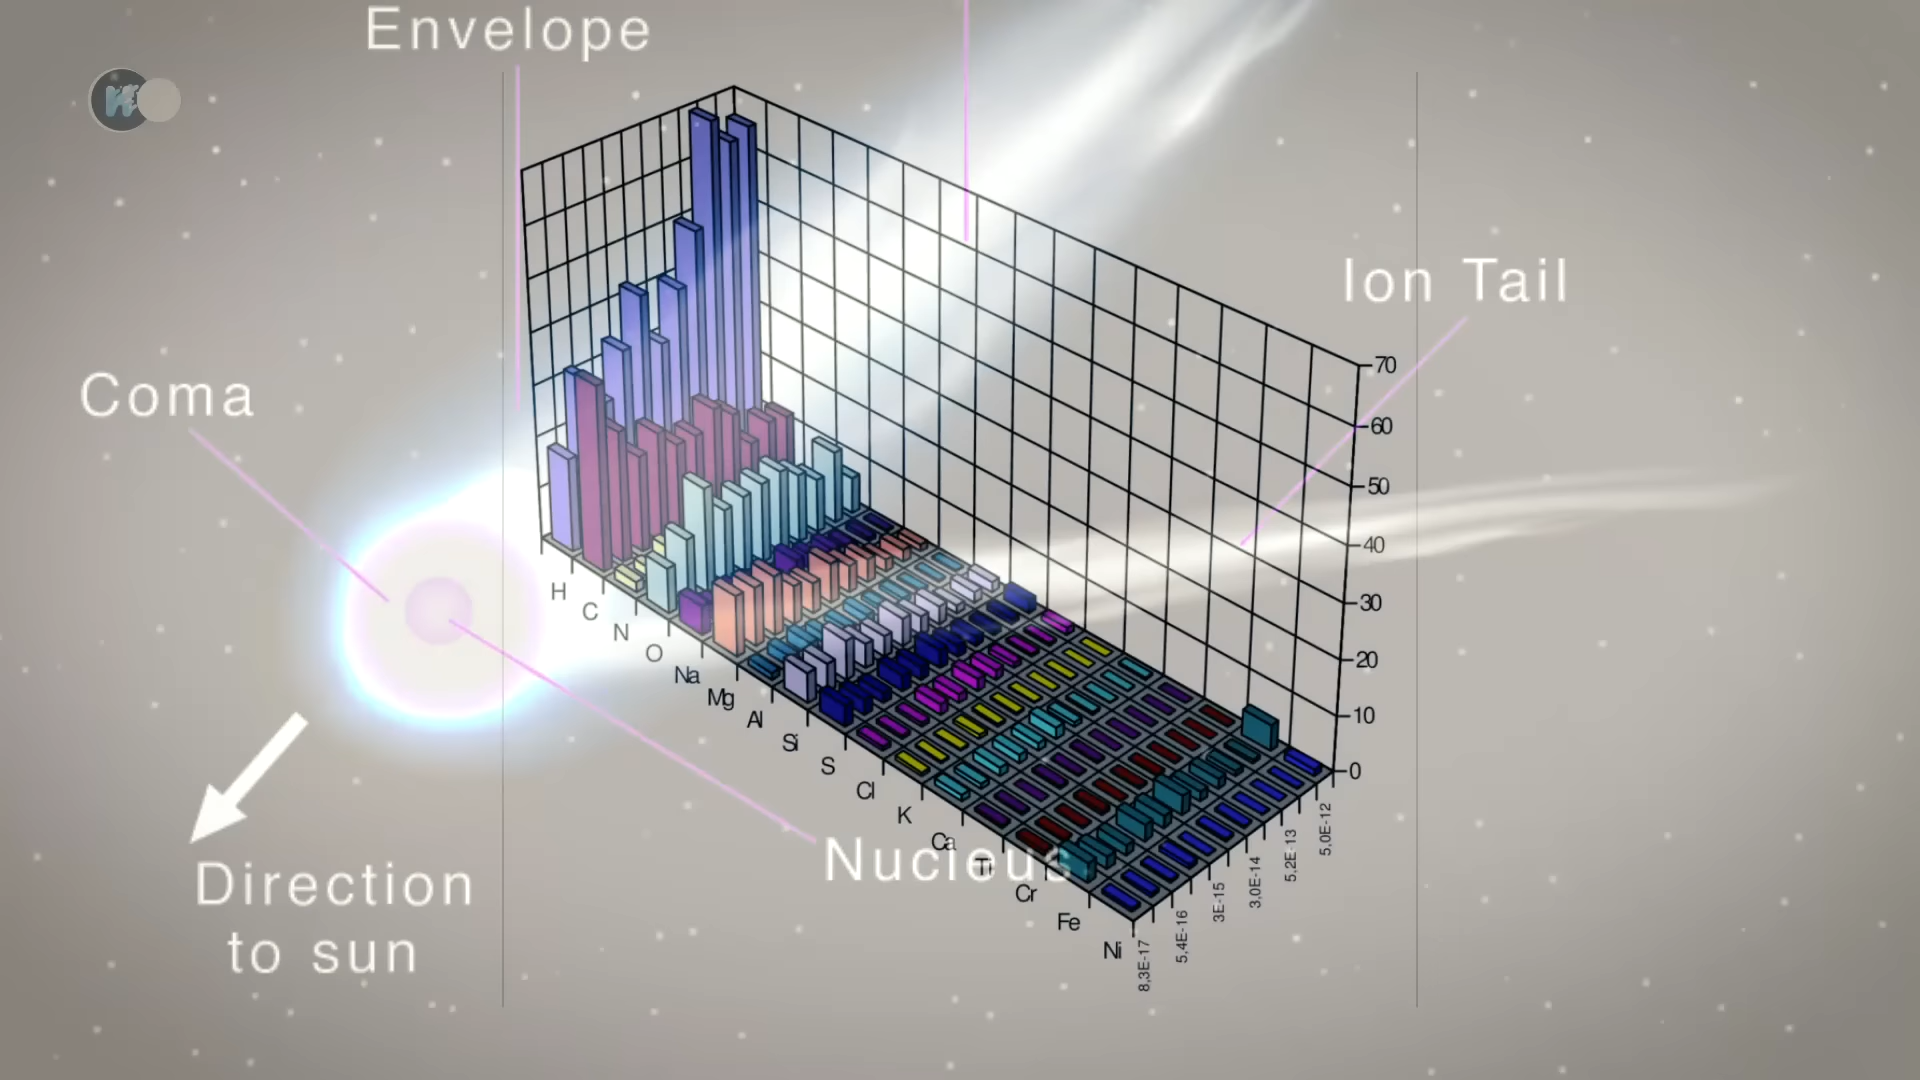 Envelope
Ion Tail
Coma
70
60
50
40
30
20
10
0
H
C
N
O
Na
Mg
Al
Si
S
Cl
K
Ca
Ti
Cr
Fe
Ni
8,3E-17
5,4E-16
3E-15
3,0E-14
5,2E-13
5,0E-12
Nucleus
Direction
to sun